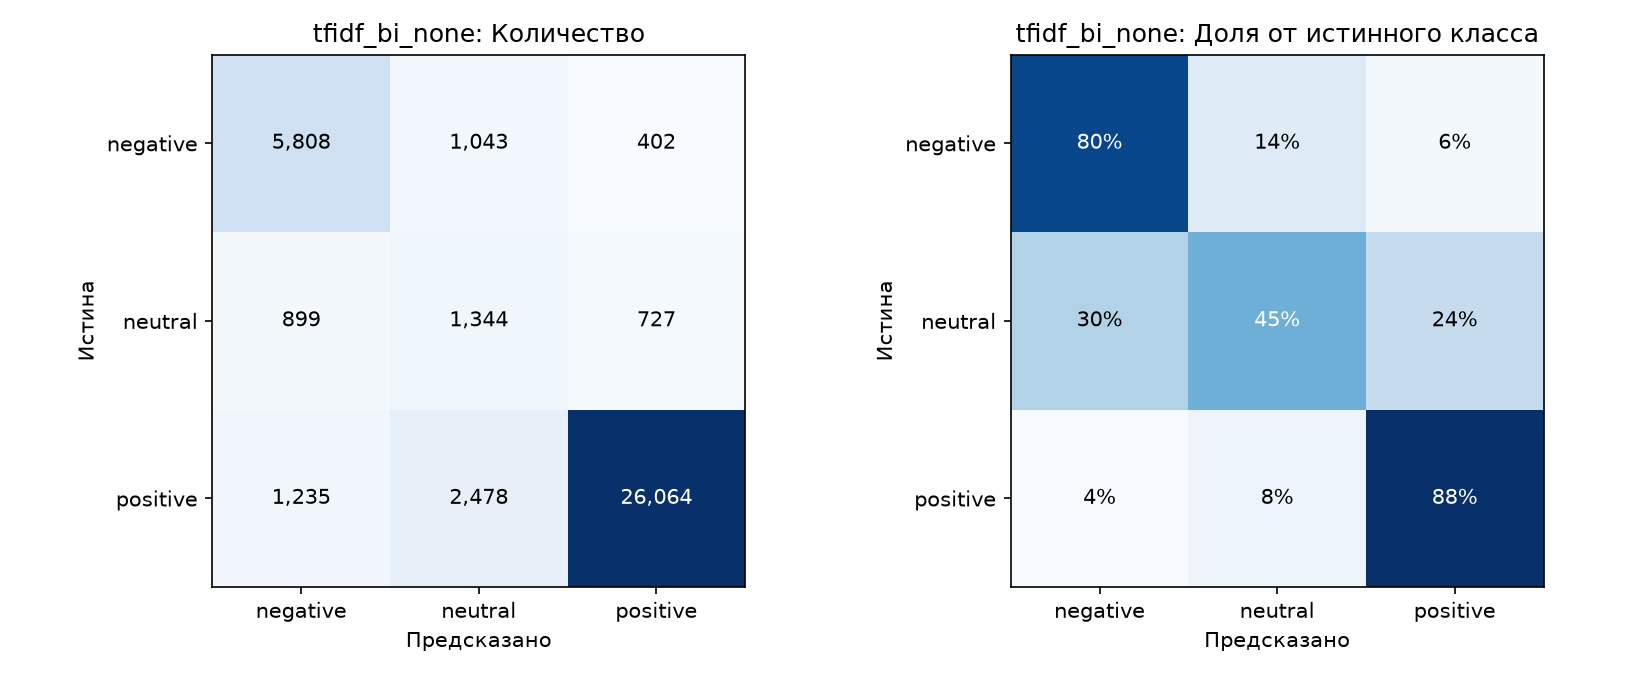 tfidf_bi_none: Количество
negative 5,808 1,043 402
neutral 899 1,344 727
positive 1,235 2,478 26,064
negative neutral positive
Предсказано
Истина
tfidf_bi_none: Доля от истинного класса
negative 80% 14% 6%
neutral 30% 45% 24%
positive 4% 8% 88%
negative neutral positive
Предсказано
Истина